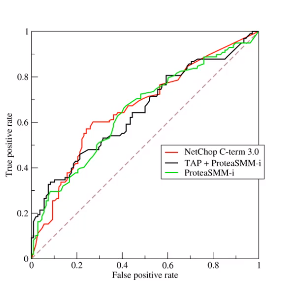 1
0.8
0.6
0.4
0.2
0
True positive rate
NetChop C-term 3.0
TAP + ProteaSMM-i
ProteaSMM-i
0 0.2 0.4 0.6 0.8 1
False positive rate